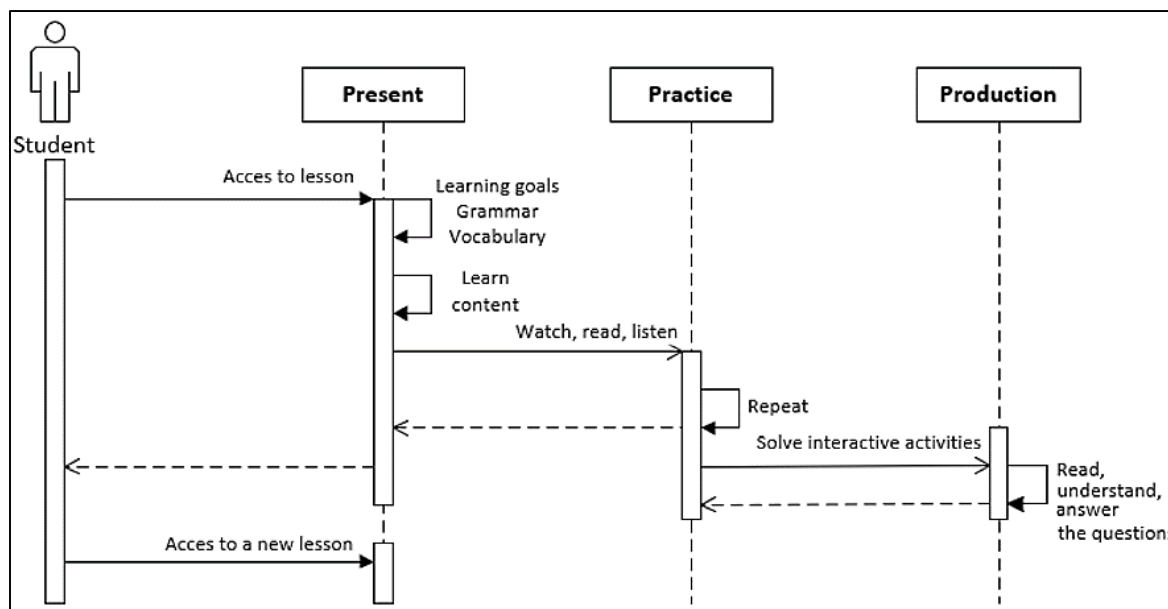 Present
Practice
Production
Student
Acces to lesson
Learning goals
Grammar
Vocabulary
Learn
content
Watch, read, listen
Repeat
Solve interactive activities
Read,
understand,
answer
the questions
Acces to a new lesson